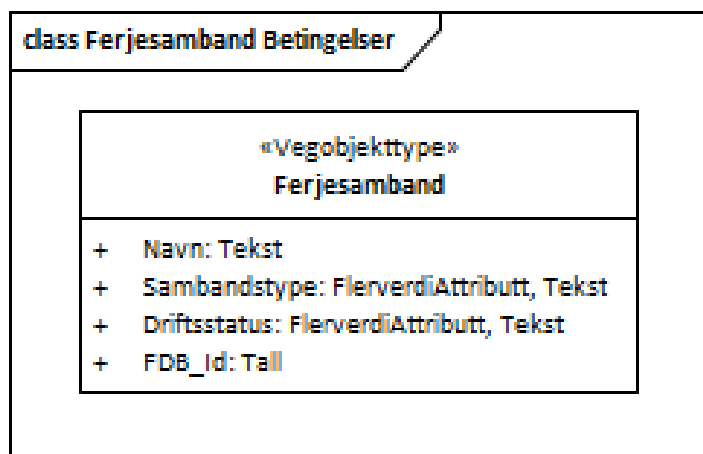 class Ferjesamband Betingelser
«Vegobjekttype»
Ferjesamband
+ Navn: Tekst
+ Sambandstype: FlerverdiAttributt, Tekst
+ Driftsstatus: FlerverdiAttributt, Tekst
+ FDB_Id: Tall